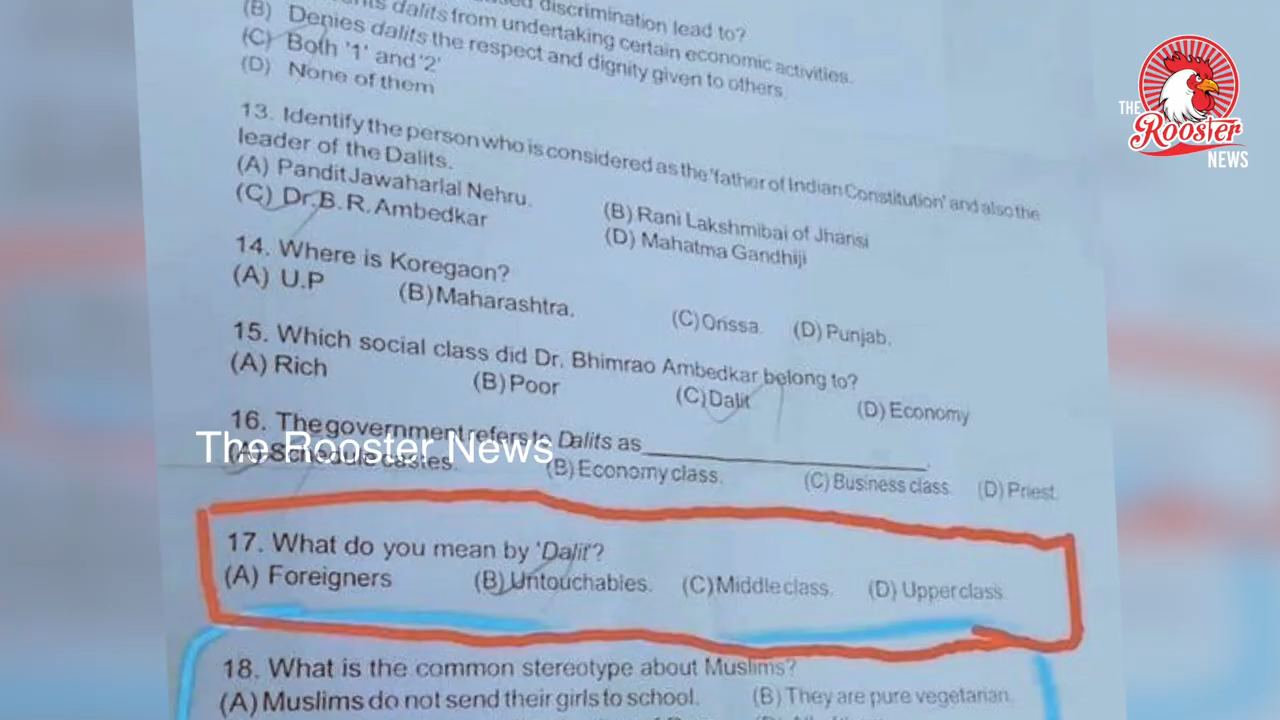 discrimination lead to?
dalits from undertaking certain economic activities.
(B) Denies dalits the respect and dignity given to others.
(C) Both '1' and '2'
(D) None of them
13. Identify the person who is considered as the 'father of Indian Constitution' and also the
leader of the Dalits.
(A) Pandit Jawaharlal Nehru. (B) Rani Lakshmibai of Jhansi
(C) Dr. B. R. Ambedkar (D) Mahatma Gandhiji
14. Where is Koregaon?
(A) U.P (B) Maharashtra. (C) Orissa. (D) Punjab.
15. Which social class did Dr. Bhimrao Ambedkar belong to?
(A) Rich (B) Poor (C) Dalit (D) Economy
16. The government refers to Dalits as ________.
(A) Schedule castes. (B) Economy class. (C) Business class. (D) Priest.
The Rooster News
17. What do you mean by 'Dalit'?
(A) Foreigners (B) Untouchables. (C) Middle class. (D) Upper class.
18. What is the common stereotype about Muslims?
(A) Muslims do not send their girls to school. (B) They are pure vegetarian.
THE
Rooster
NEWS